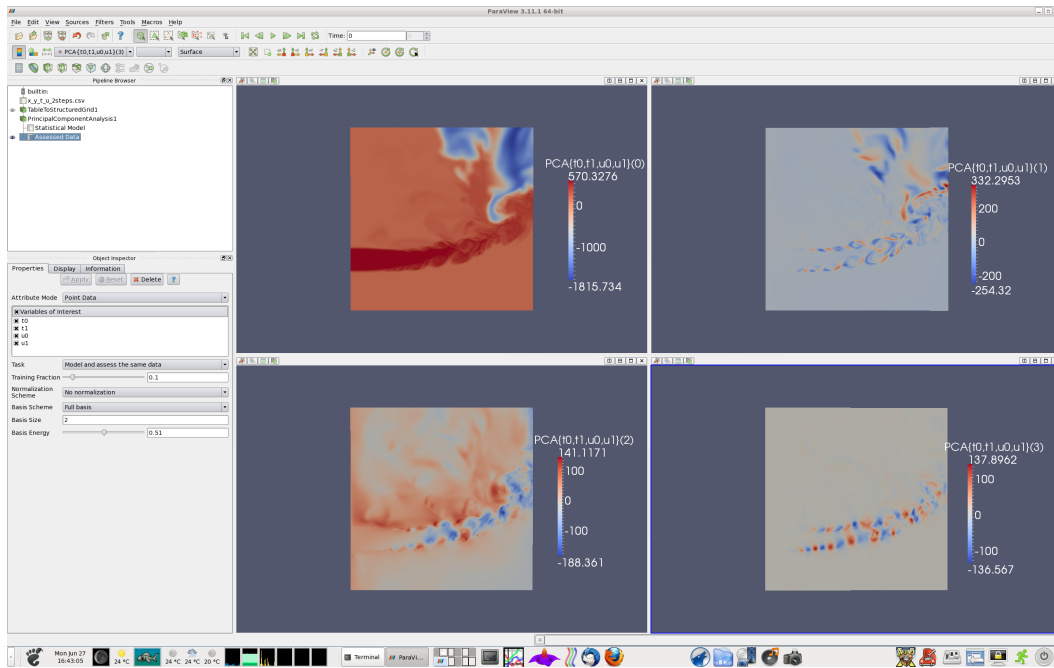 ParaView 3.11.1 64-bit
File Edit View Sources Filters Tools Macros Help
Time: 0
PCA{t0,t1,u0,u1}(3)
Surface
Pipeline Browser
builtin:
x_y_t_u_2steps.csv
TableToStructuredGrid1
PrincipalComponentAnalysis1
Statistical Model
Assessed Data
Object Inspector
Properties Display Information
Apply Reset Delete ?
Attribute Mode Point Data
Variables of Interest
t0
t1
u0
u1
Task Model and assess the same data
Training Fraction 0.1
Normalization Scheme No normalization
Basis Scheme Full basis
Basis Size 2
Basis Energy 0.51
PCA{t0,t1,u0,u1}(0)
570.3276
0
-1000
-1815.734
PCA{t0,t1,u0,u1}(1)
332.2953
200
0
-200
-254.32
PCA{t0,t1,u0,u1}(2)
141.1171
100
0
-100
-188.361
PCA{t0,t1,u0,u1}(3)
137.8962
100
0
-100
-136.567
Mon Jun 27
16:43:05
24 °C
24 °C 24 °C 20 °C
Terminal
ParaVi...